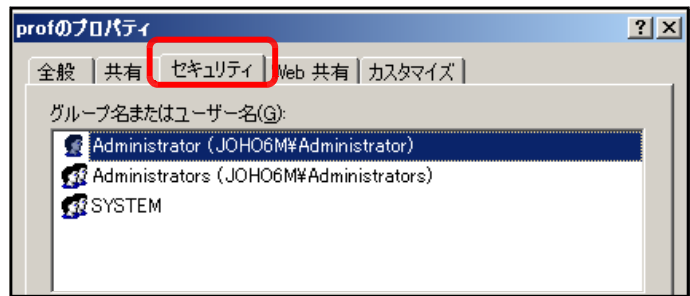 profのプロパティ
全般 共有 セキュリティ Web 共有 カスタマイズ
グループ名またはユーザー名(G):
Administrator (JOHO6M¥Administrator)
Administrators (JOHO6M¥Administrators)
SYSTEM